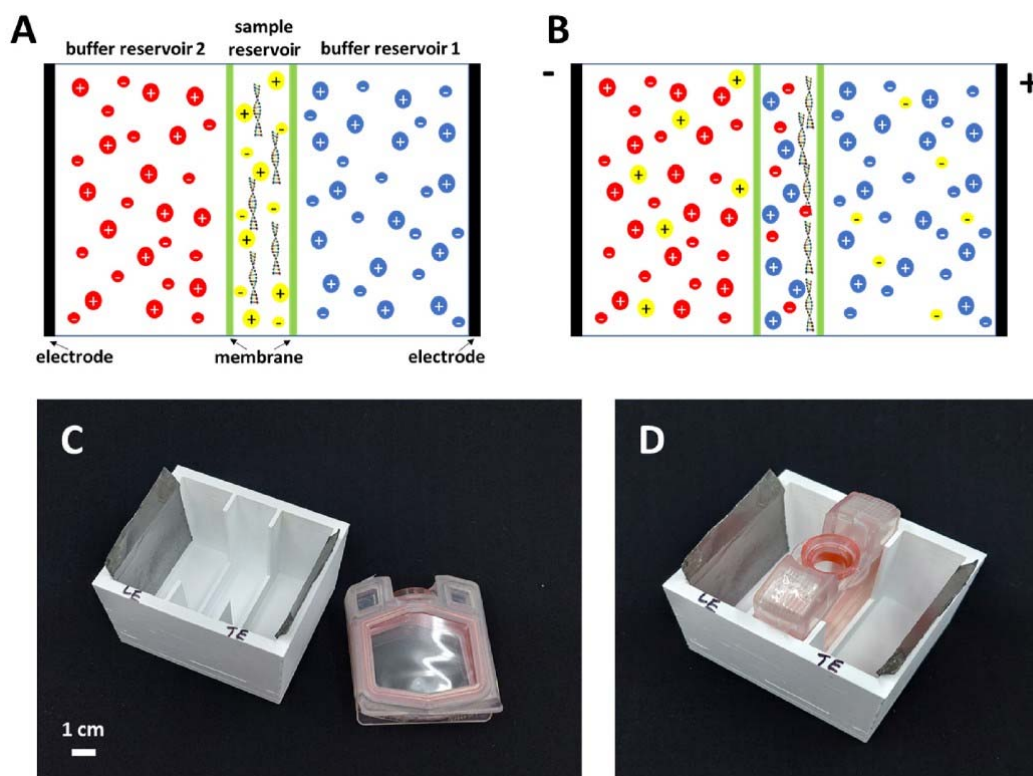 A
B
buffer reservoir 2
sample
reservoir
buffer reservoir 1
-
+
electrode
membrane
electrode
C
D
LE
TE
LE
TE
1 cm